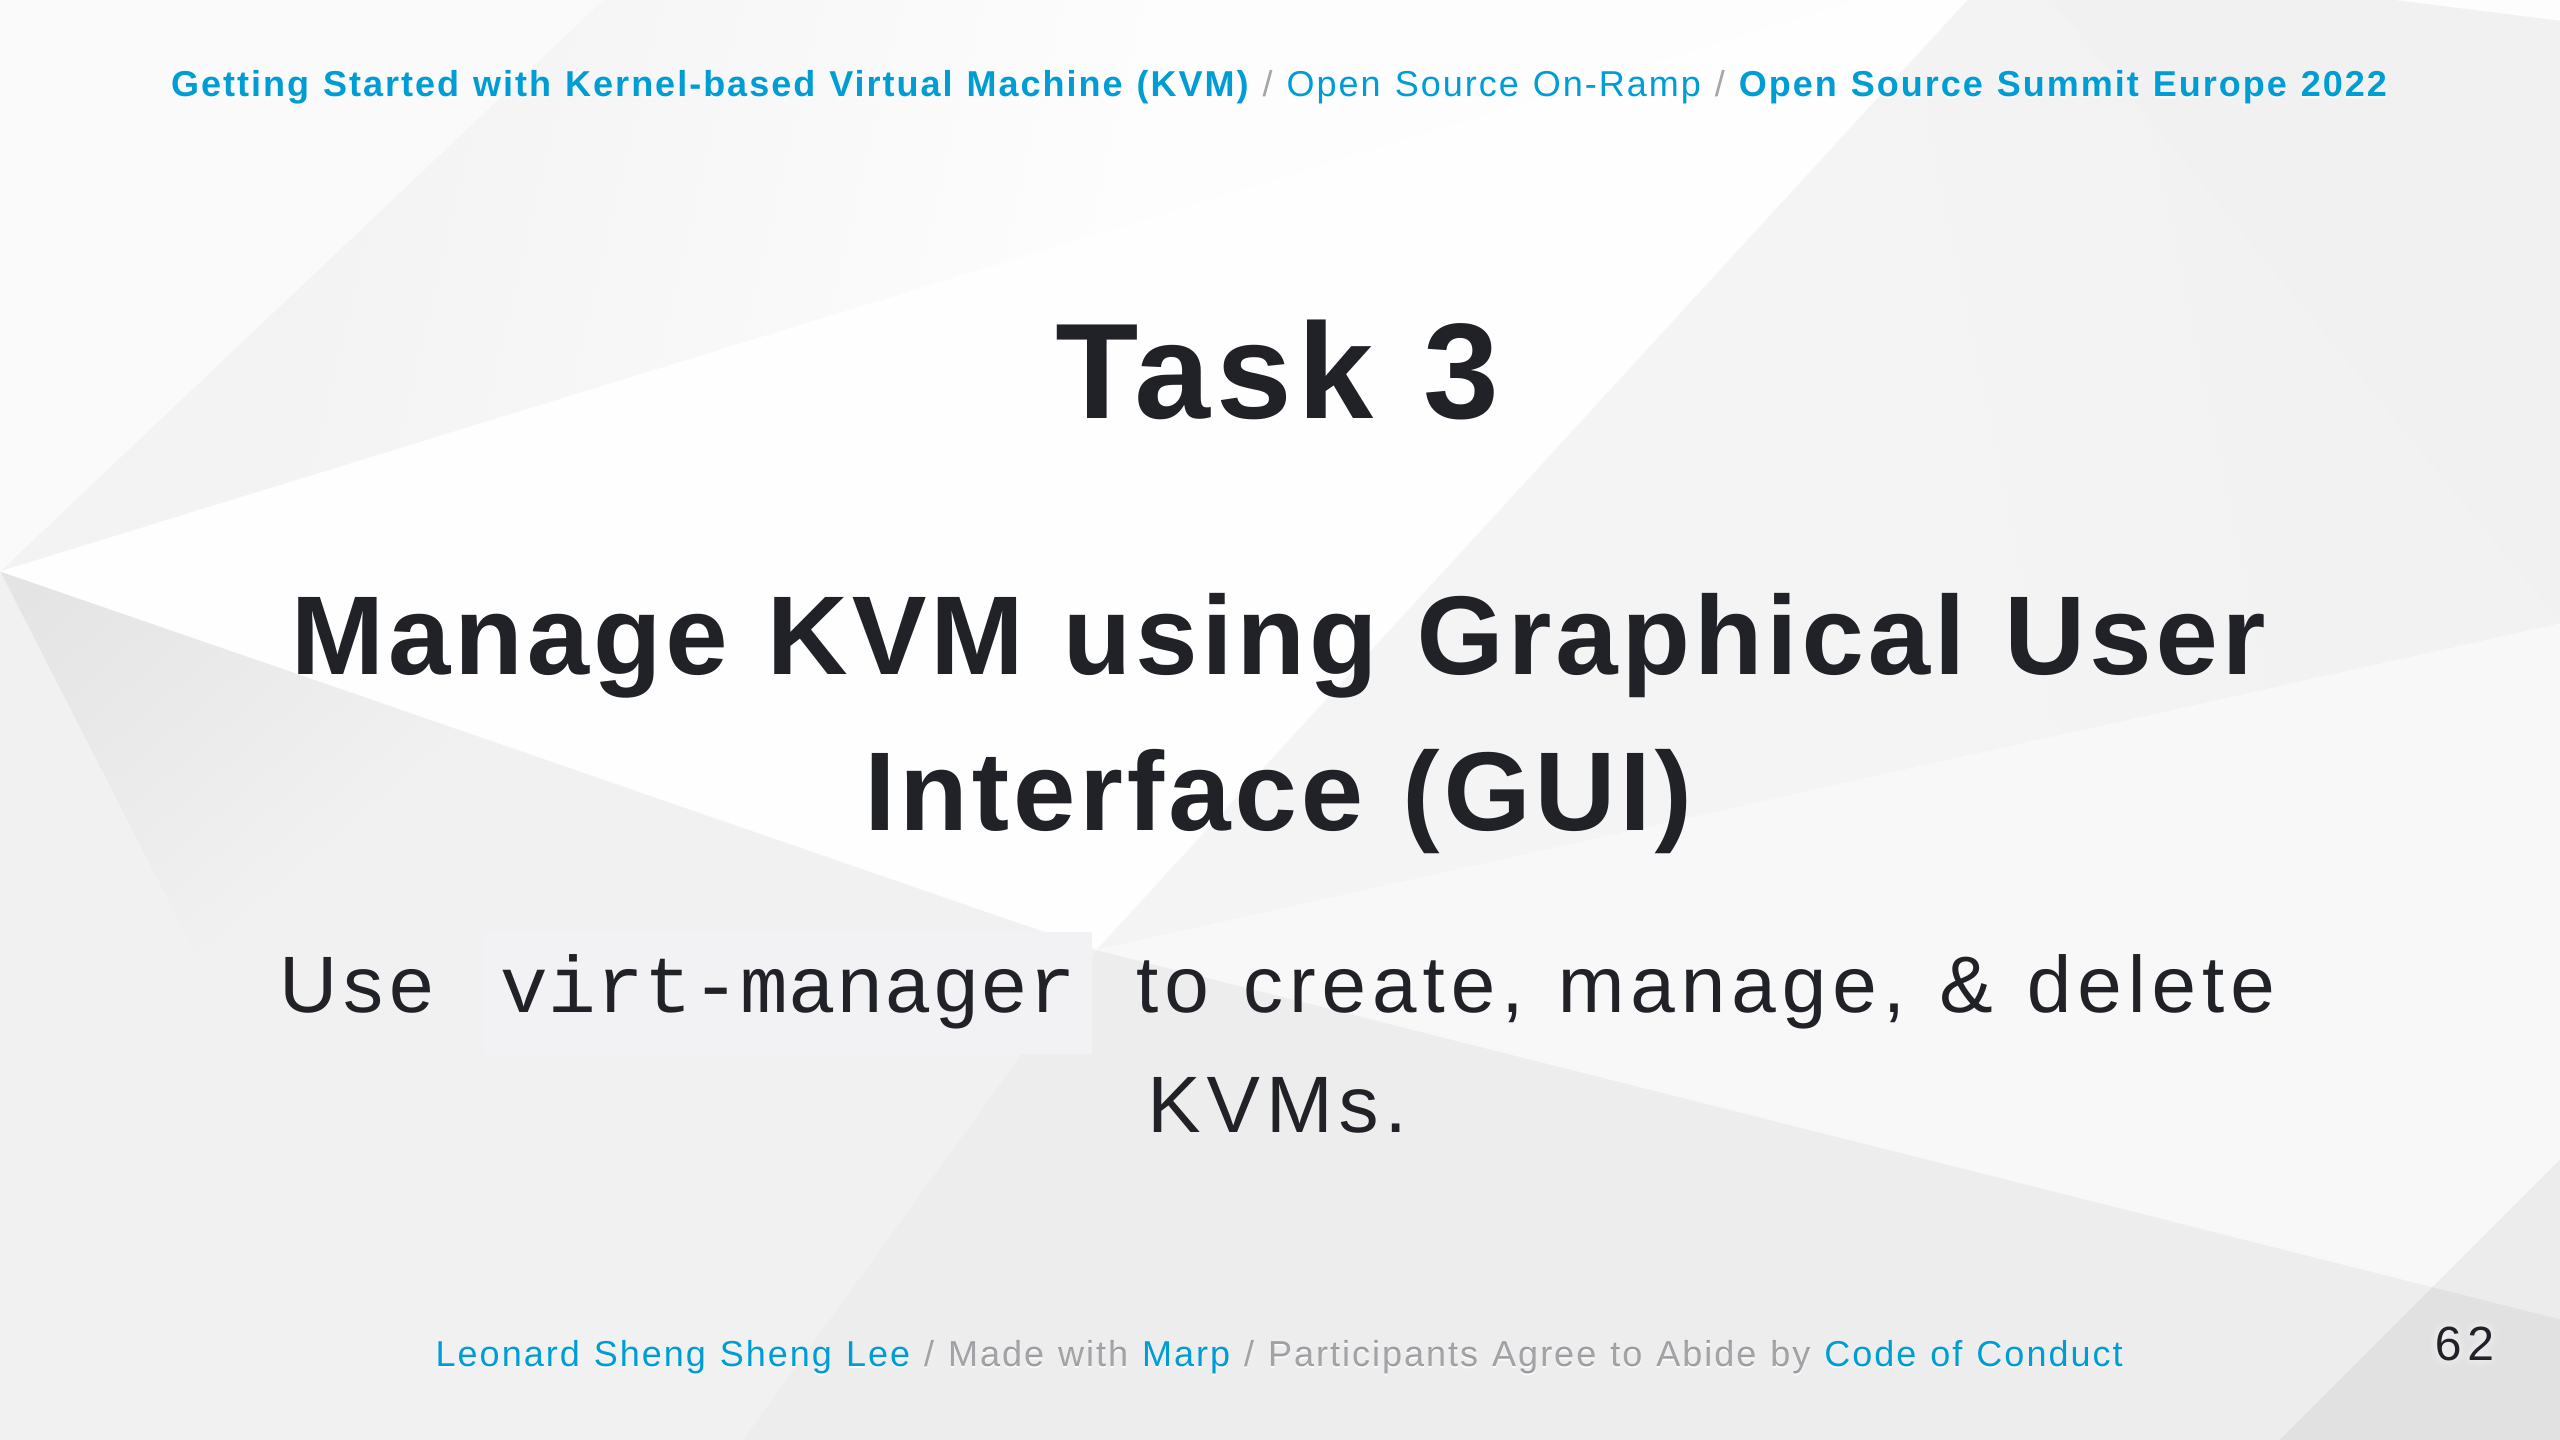 Getting Started with Kernel-based Virtual Machine (KVM) / Open Source On-Ramp / Open Source Summit Europe 2022
Task 3
Manage KVM using Graphical User
Interface (GUI)
Use virt-manager to create, manage, & delete
KVMs.
Leonard Sheng Sheng Lee / Made with Marp / Participants Agree to Abide by Code of Conduct
62